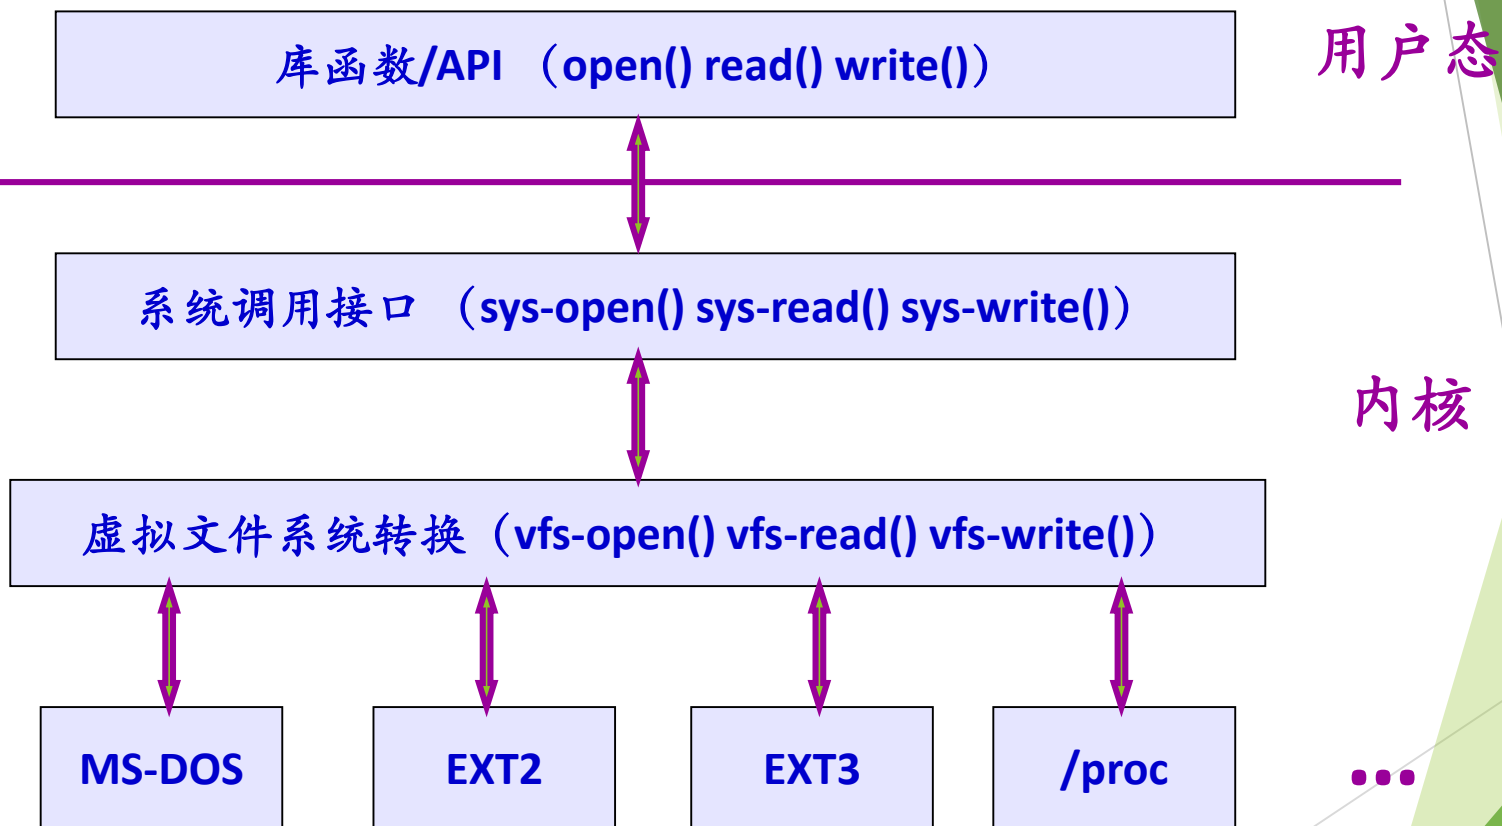 库函数/API （open() read() write()）
用户态
系统调用接口 （sys-open() sys-read() sys-write()）
内核
虚拟文件系统转换（vfs-open() vfs-read() vfs-write()）
MS-DOS
EXT2
EXT3
/proc
...